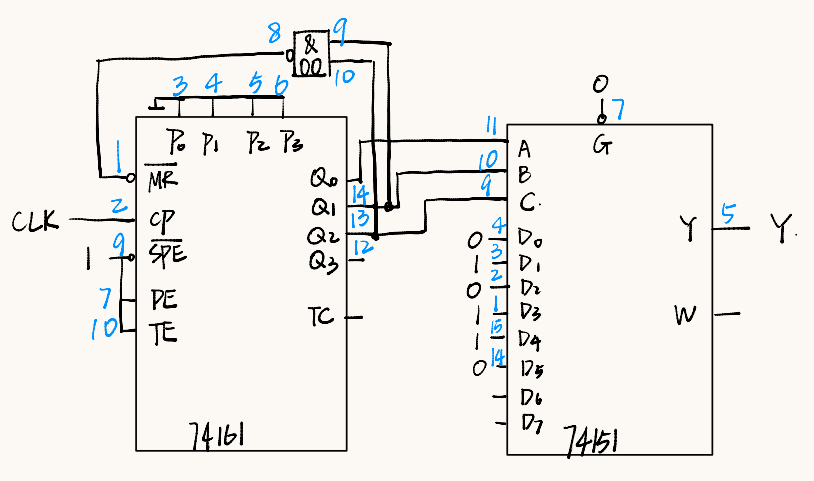 8 & 9
00 10
3 4 5 6
P0 P1 P2 P3
1 MR Q0 14
CLK 2 CP Q1 13
1 9 SPE Q2 12
Q3
7 PE
10 TE TC
74161
0
7
G
11 A
10 B
9 C.
0 4 D0 Y 5 Y.
1 3 D1
0 2 D2
1 1 D3 W
1 15 D4
0 14 D5
D6
D7
74151